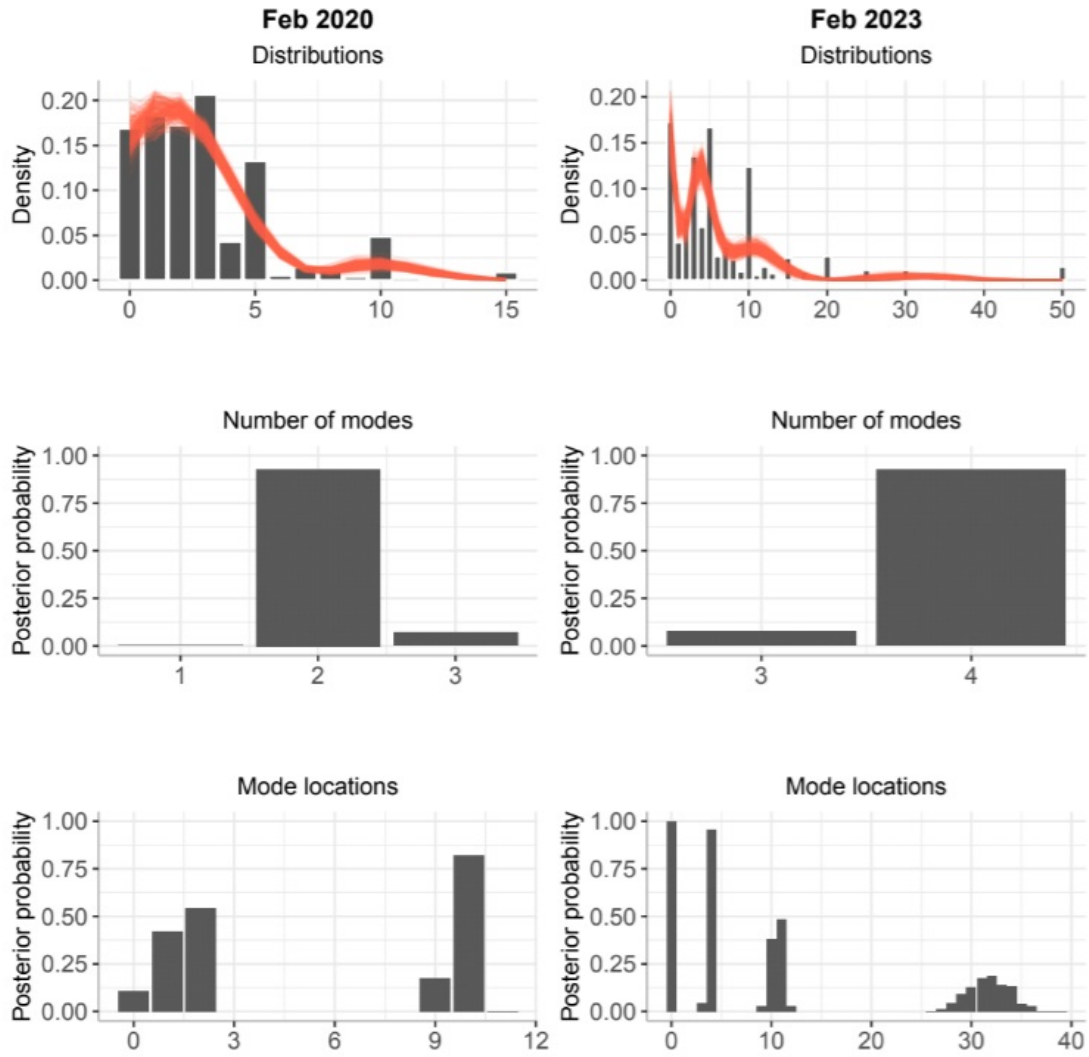 Feb 2020
Distributions
Density
0.20
0.15
0.10
0.05
0.00
0 5 10 15
Feb 2023
Distributions
Density
0.20
0.15
0.10
0.05
0.00
0 10 20 30 40 50
Number of modes
Posterior probability
1.00
0.75
0.50
0.25
0.00
1 2 3
Number of modes
Posterior probability
1.00
0.75
0.50
0.25
0.00
3 4
Mode locations
Posterior probability
1.00
0.75
0.50
0.25
0.00
0 3 6 9 12
Mode locations
Posterior probability
1.00
0.75
0.50
0.25
0.00
0 10 20 30 40